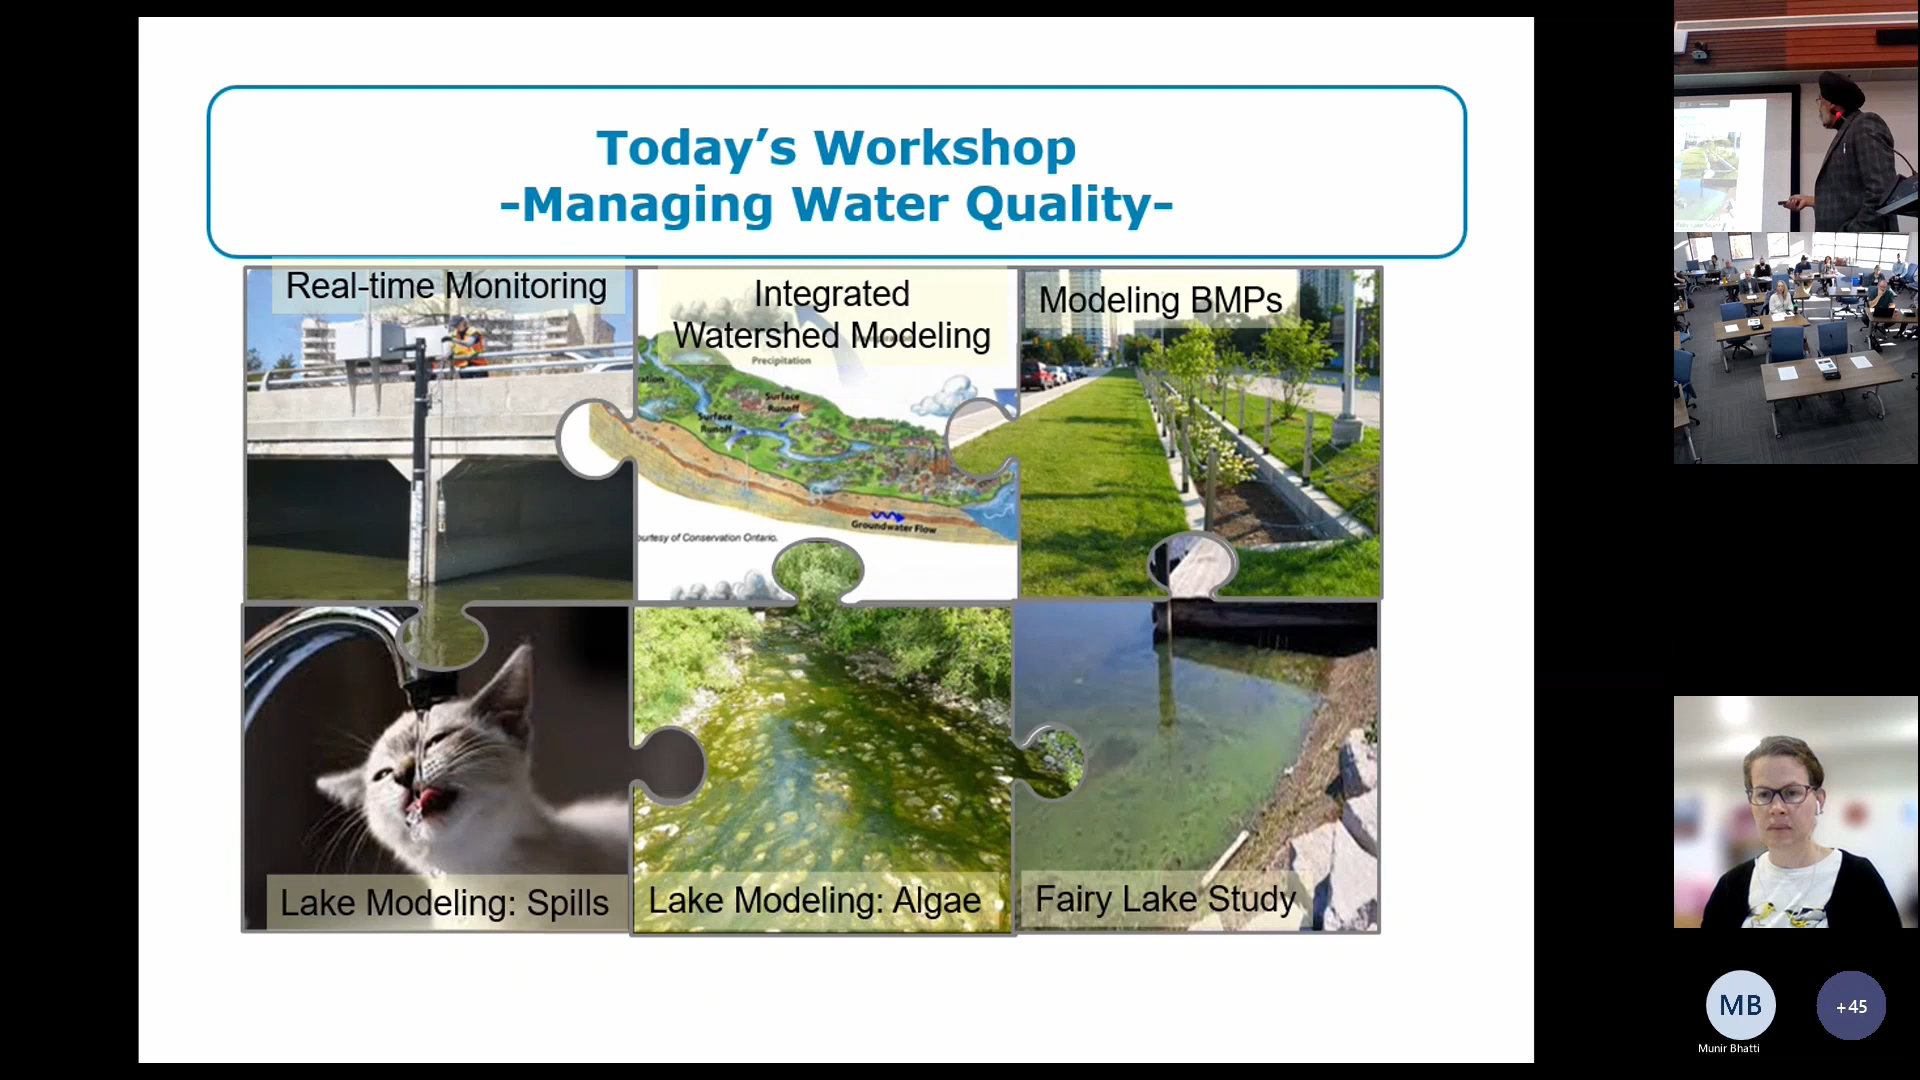 Today’s Workshop
-Managing Water Quality-
Real-time Monitoring
Integrated
Watershed Modeling
Modeling BMPs
Precipitation
Surface
Runoff
Surface
Runoff
Groundwater Flow
urtesy of Conservation Ontario.
Lake Modeling: Spills
Lake Modeling: Algae
Fairy Lake Study
MB
+45
Munir Bhatti